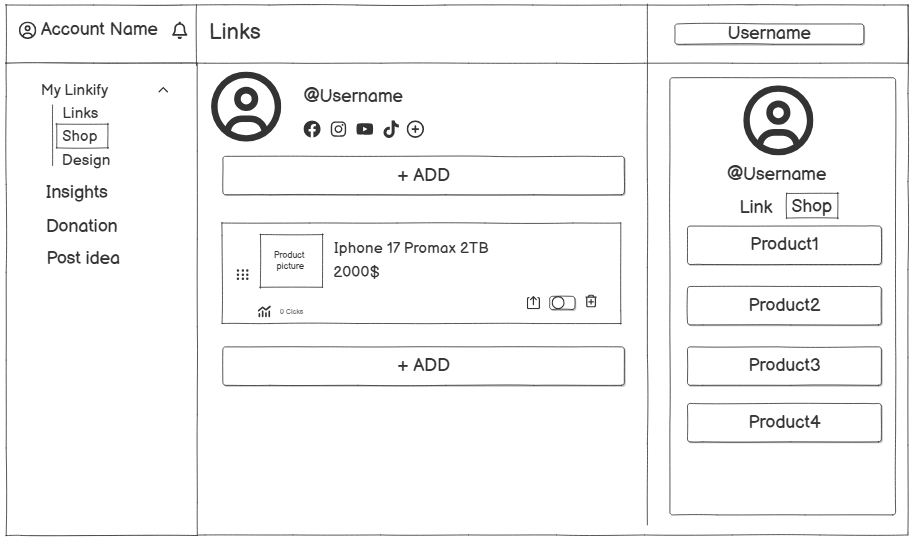 Account Name
Links
Username
My Linkify
Links
Shop
Design
Insights
Donation
Post idea
@Username
+ ADD
Product
picture
Iphone 17 Promax 2TB
2000$
0 Clcks
+ ADD
@Username
Link Shop
Product1
Product2
Product3
Product4